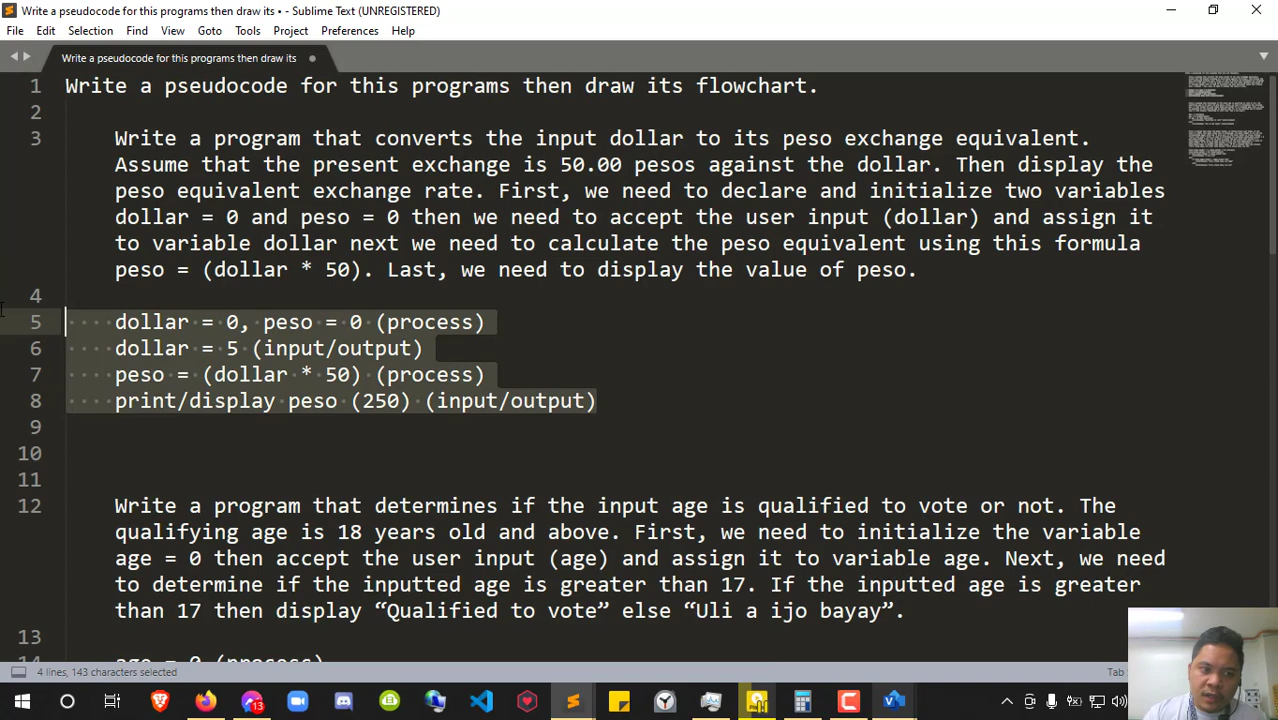 Write a pseudocode for this programs then draw its • - Sublime Text (UNREGISTERED)
File Edit Selection Find View Goto Tools Project Preferences Help
Write a pseudocode for this programs then draw its
1 Write a pseudocode for this programs then draw its flowchart.
2
3 Write a program that converts the input dollar to its peso exchange equivalent.
Assume that the present exchange is 50.00 pesos against the dollar. Then display the
peso equivalent exchange rate. First, we need to declare and initialize two variables
dollar = 0 and peso = 0 then we need to accept the user input (dollar) and assign it
to variable dollar next we need to calculate the peso equivalent using this formula
peso = (dollar * 50). Last, we need to display the value of peso.
4
5 dollar = 0, peso = 0 (process)
6 dollar = 5 (input/output)
7 peso = (dollar * 50) (process)
8 print/display peso (250) (input/output)
9
10
11
12 Write a program that determines if the input age is qualified to vote or not. The
qualifying age is 18 years old and above. First, we need to initialize the variable
age = 0 then accept the user input (age) and assign it to variable age. Next, we need
to determine if the inputted age is greater than 17. If the inputted age is greater
than 17 then display “Qualified to vote” else “Uli a ijo bayay”.
13
14 age = 0 (process)
4 lines, 143 characters selected
Tab
13